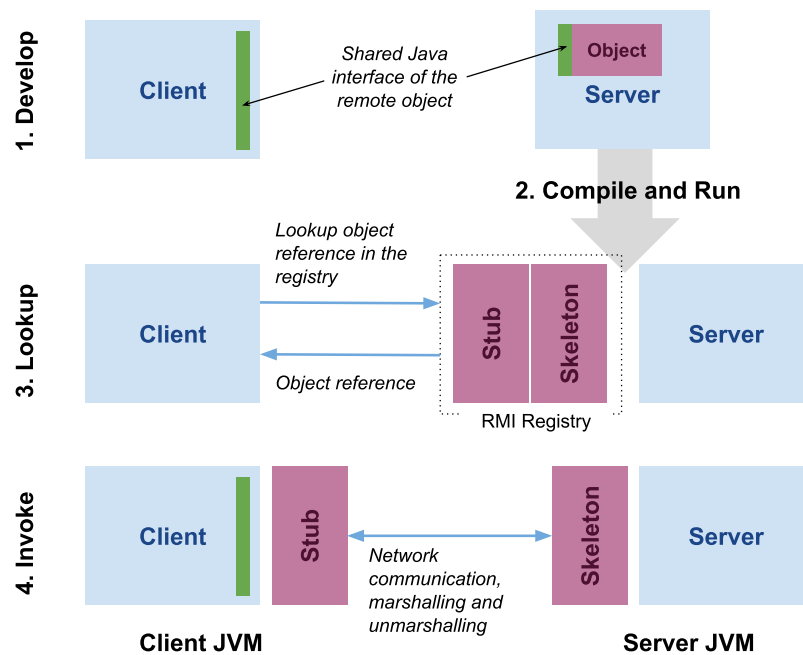 1. Develop
Client
Shared Java
interface of the
remote object
Object
Server
2. Compile and Run
3. Lookup
Client
Lookup object
reference in the
registry
Object reference
Stub
Skeleton
RMI Registry
Server
4. Invoke
Client
Stub
Network
communication,
marshalling and
unmarshalling
Skeleton
Server
Client JVM
Server JVM